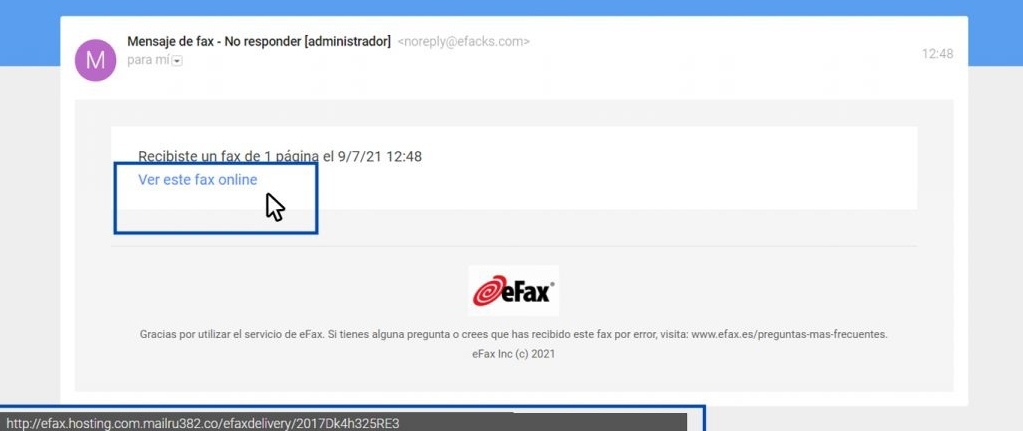 M
Mensaje de fax - No responder [administrador] <noreply@efacks.com>
12:48
para mí
Recibiste un fax de 1 página el 9/7/21 12:48
Ver este fax online
eFax®
Gracias por utilizar el servicio de eFax. Si tienes alguna pregunta o crees que has recibido este fax por error, visita: www.efax.es/preguntas-mas-frecuentes.
eFax Inc (c) 2021
http://efax.hosting.com.mailru382.co/efaxdelivery/2017Dk4h325RE3